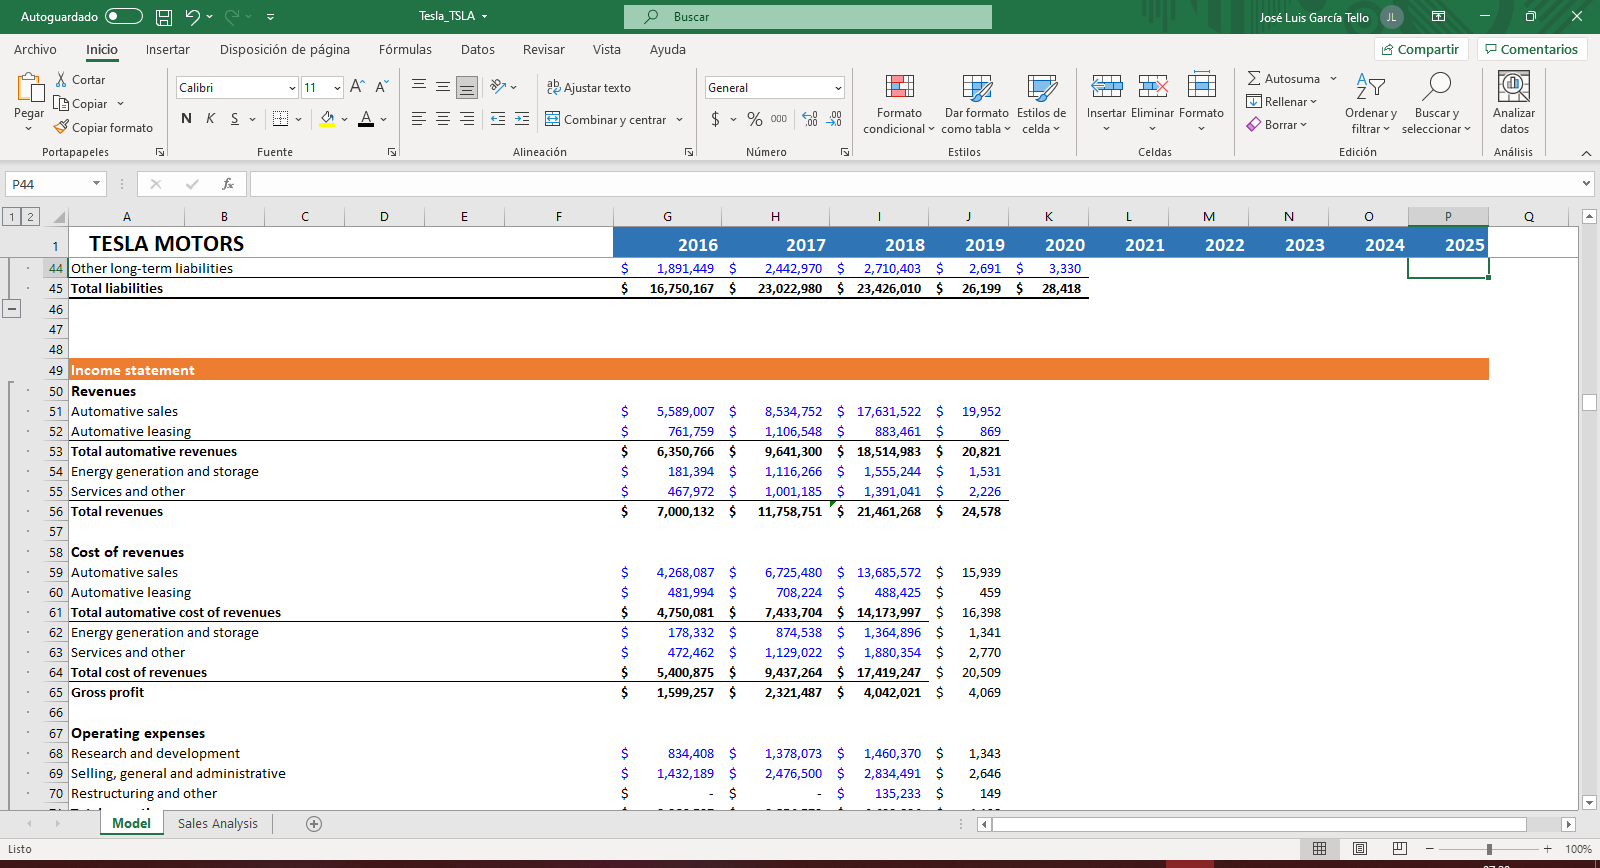 Autoguardado Tesla_TSLA Buscar José Luis García Tello JL
Archivo Inicio Insertar Disposición de página Fórmulas Datos Revisar Vista Ayuda Compartir Comentarios
Pegar Cortar Copiar Copiar formato
Calibri 11 A A
N K S A
ab Ajustar texto
Combinar y centrar
General
$ % 000
Formato condicional Dar formato como tabla Estilos de celda
Insertar Eliminar Formato
Autosuma
Rellenar
Borrar
Ordenar y filtrar Buscar y seleccionar
Analizar datos
Portapapeles Fuente Alineación Número Estilos Celdas Edición Análisis
P44 fx
1 2 A B C D E F G H I J K L M N O P Q
1 TESLA MOTORS 2016 2017 2018 2019 2020 2021 2022 2023 2024 2025
44 Other long-term liabilities $ 1,891,449 $ 2,442,970 $ 2,710,403 $ 2,691 $ 3,330
45 Total liabilities $ 16,750,167 $ 23,022,980 $ 23,426,010 $ 26,199 $ 28,418
46
47
48
49 Income statement
50 Revenues
51 Automative sales $ 5,589,007 $ 8,534,752 $ 17,631,522 $ 19,952
52 Automative leasing $ 761,759 $ 1,106,548 $ 883,461 $ 869
53 Total automative revenues $ 6,350,766 $ 9,641,300 $ 18,514,983 $ 20,821
54 Energy generation and storage $ 181,394 $ 1,116,266 $ 1,555,244 $ 1,531
55 Services and other $ 467,972 $ 1,001,185 $ 1,391,041 $ 2,226
56 Total revenues $ 7,000,132 $ 11,758,751 $ 21,461,268 $ 24,578
57
58 Cost of revenues
59 Automative sales $ 4,268,087 $ 6,725,480 $ 13,685,572 $ 15,939
60 Automative leasing $ 481,994 $ 708,224 $ 488,425 $ 459
61 Total automative cost of revenues $ 4,750,081 $ 7,433,704 $ 14,173,997 $ 16,398
62 Energy generation and storage $ 178,332 $ 874,538 $ 1,364,896 $ 1,341
63 Services and other $ 472,462 $ 1,129,022 $ 1,880,354 $ 2,770
64 Total cost of revenues $ 5,400,875 $ 9,437,264 $ 17,419,247 $ 20,509
65 Gross profit $ 1,599,257 $ 2,321,487 $ 4,042,021 $ 4,069
66
67 Operating expenses
68 Research and development $ 834,408 $ 1,378,073 $ 1,460,370 $ 1,343
69 Selling, general and administrative $ 1,432,189 $ 2,476,500 $ 2,834,491 $ 2,646
70 Restructuring and other $ - $ - $ 135,233 $ 149
Model Sales Analysis
Listo 100%